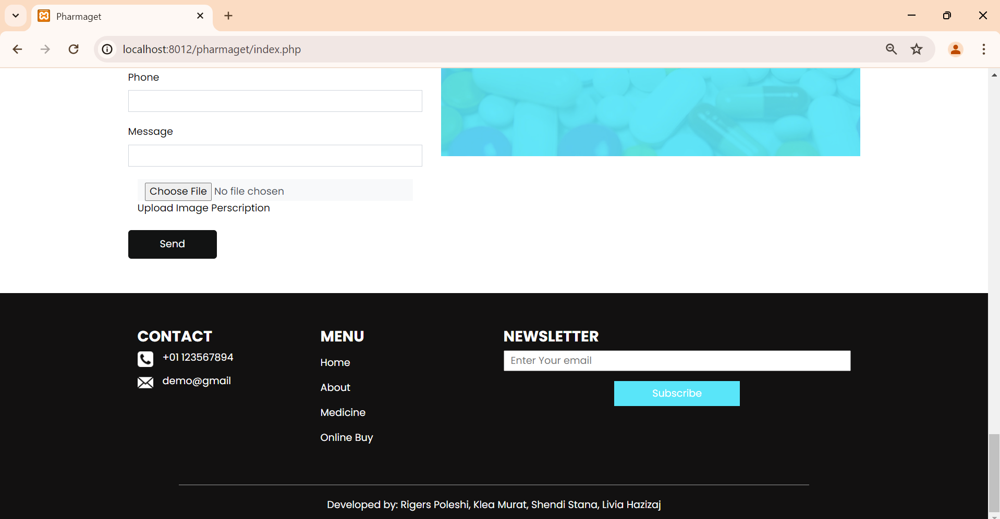 Pharmaget
localhost:8012/pharmaget/index.php
Phone
Message
Choose File No file chosen
Upload Image Perscription
Send
CONTACT
+01 123567894
demo@gmail
MENU
Home
About
Medicine
Online Buy
NEWSLETTER
Enter Your email
Subscribe
Developed by: Rigers Poleshi, Klea Murat, Shendi Stana, Livia Hazizaj